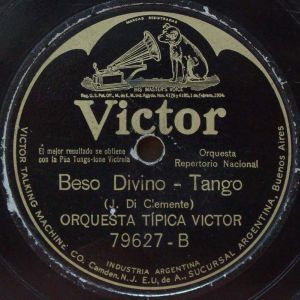 MARCAS REGISTRADAS
"HIS MASTER'S VOICE"
Victor
El mejor resultado se obtiene
con la Púa Tungs-tone Victrola
Orquesta
Repertorio Nacional
Beso Divino - Tango
(J. Di Clemente)
ORQUESTA TÍPICA VICTOR
79627-B
INDUSTRIA ARGENTINA
VICTOR TALKING MACHINE CO. Camden, N.J. E.U. de A., SUCURSAL ARGENTINA, Buenos Aires